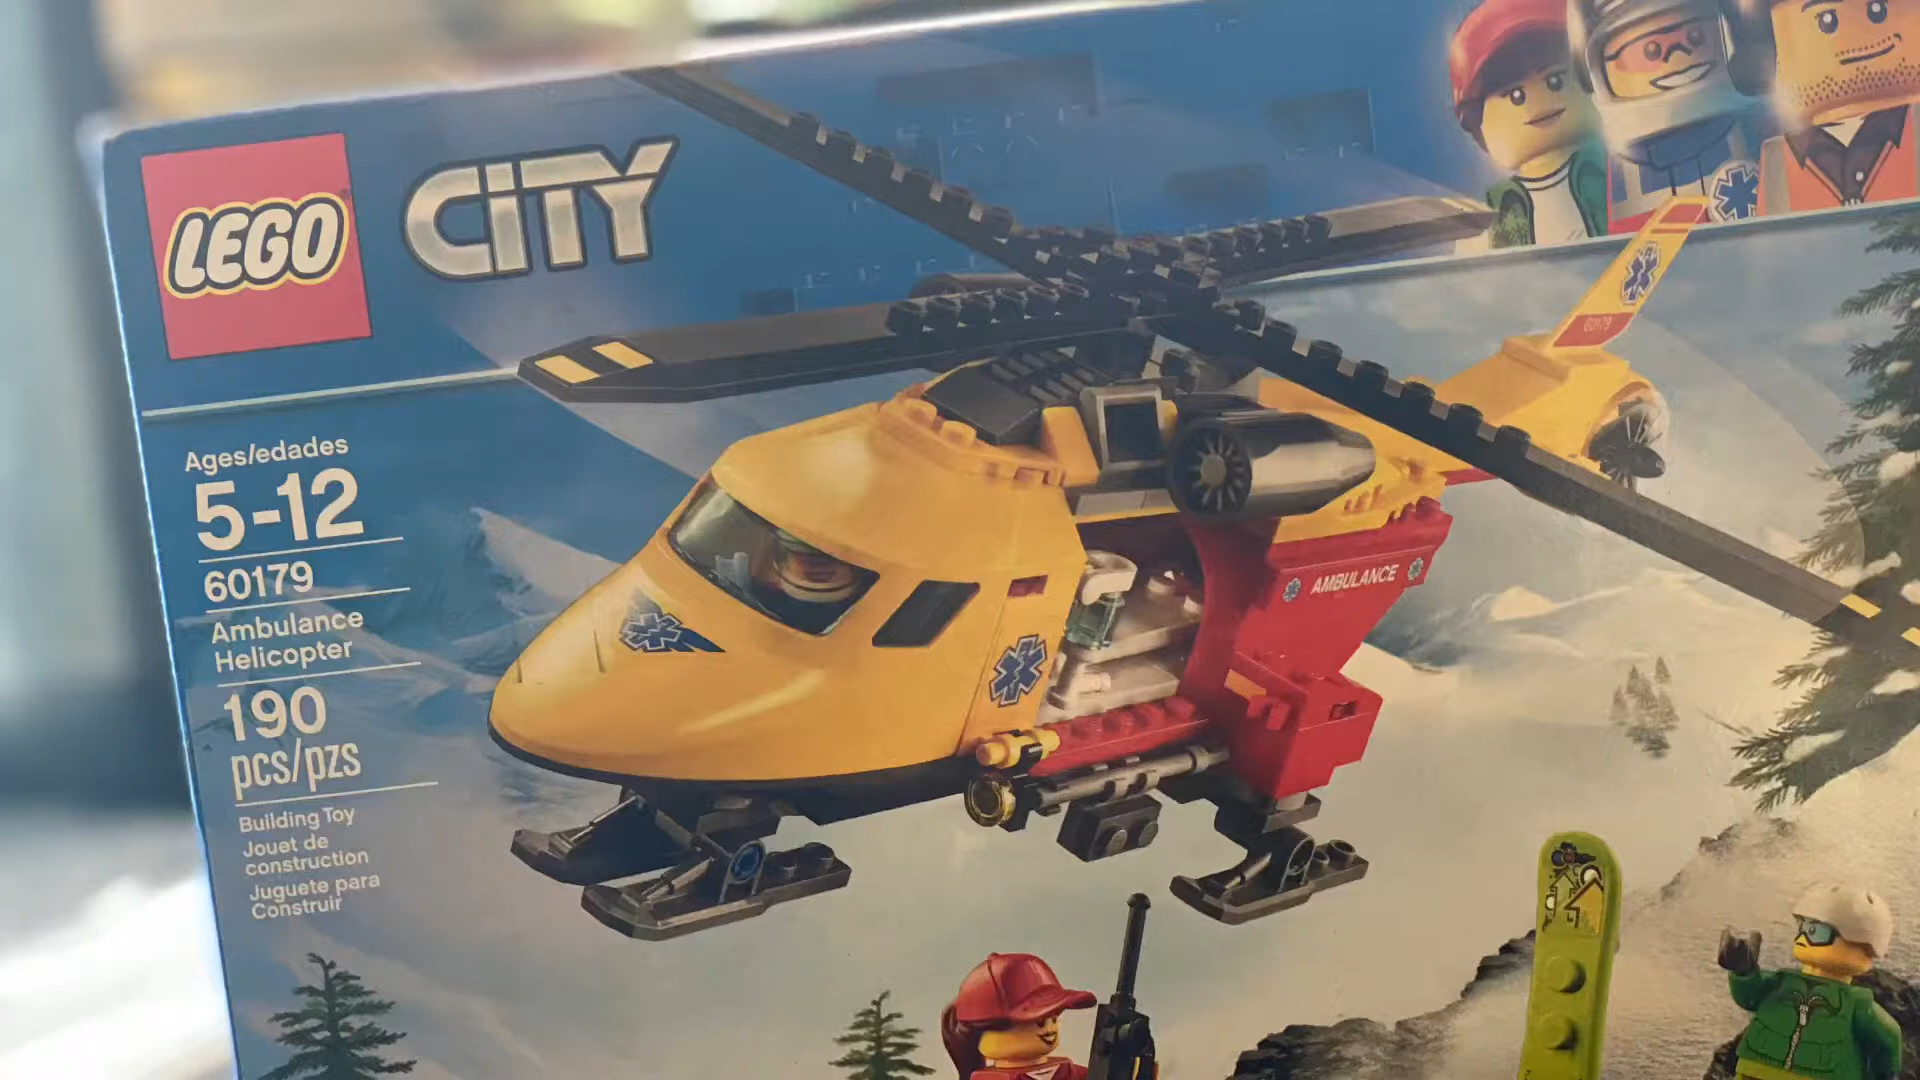 LEGO
CITY
Ages/edades
5-12
60179
Ambulance
Helicopter
190
pcs/pzs
Building Toy
Jouet de
construction
Juguete para
Construir
AMBULANCE
60179